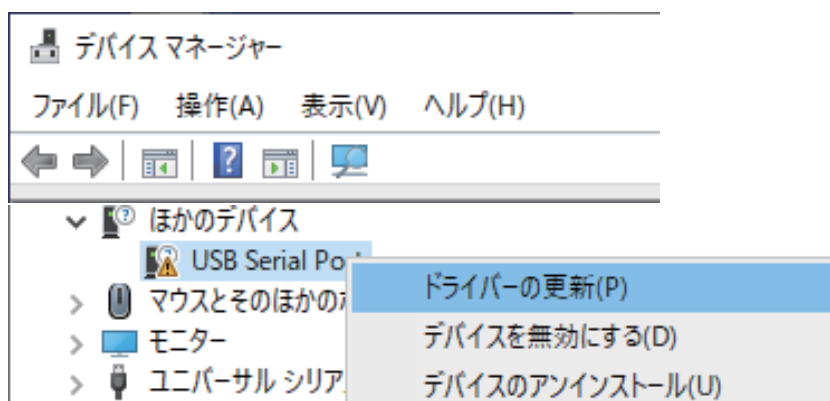 デバイス マネージャー
ファイル(F) 操作(A) 表示(V) ヘルプ(H)
ほかのデバイス
USB Serial
ドライバーの更新(P)
マウスとそのほかの
デバイスを無効にする(D)
モニター
ユニバーサル シリア
デバイスのアンインストール(U)